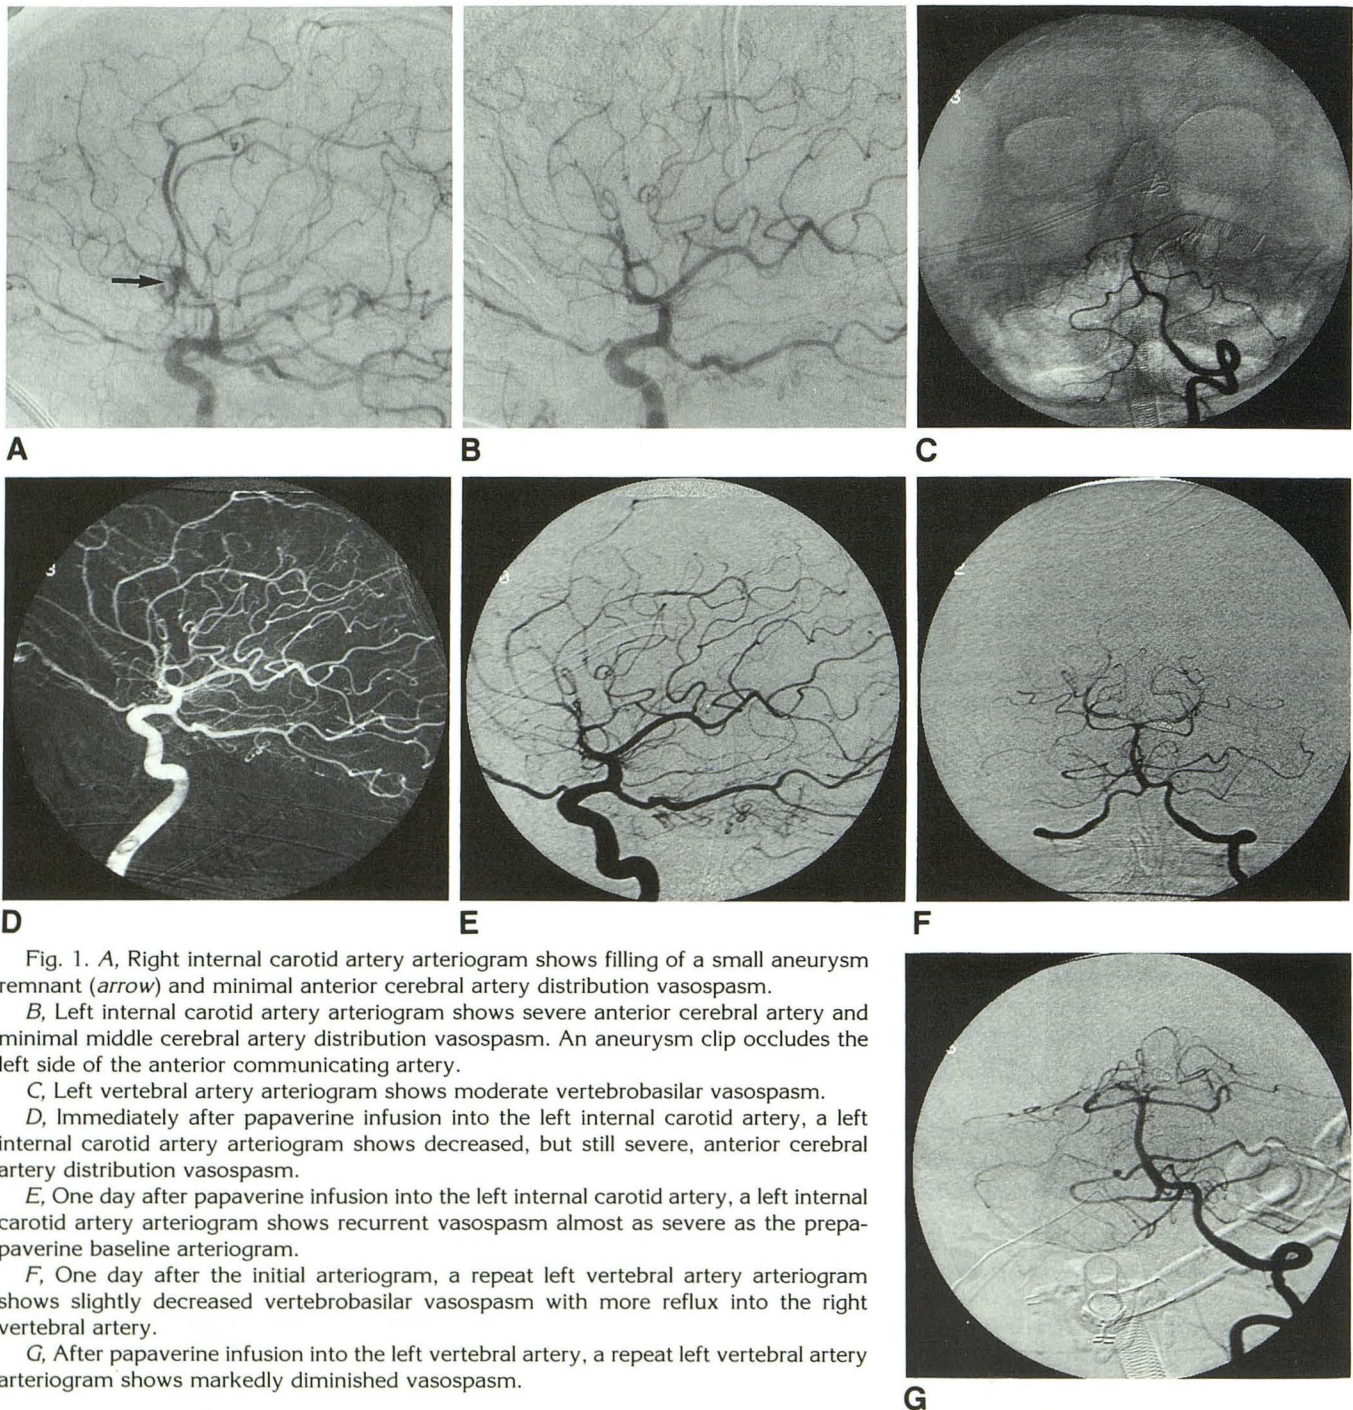 A
B
C
D
E
F
Fig. 1. A, Right internal carotid artery arteriogram shows filling of a small aneurysm
remnant (arrow) and minimal anterior cerebral artery distribution vasospasm.
B, Left internal carotid artery arteriogram shows severe anterior cerebral artery and
minimal middle cerebral artery distribution vasospasm. An aneurysm clip occludes the
left side of the anterior communicating artery.
C, Left vertebral artery arteriogram shows moderate vertebrobasilar vasospasm.
D, Immediately after papaverine infusion into the left internal carotid artery, a left
internal carotid artery arteriogram shows decreased, but still severe, anterior cerebral
artery distribution vasospasm.
E, One day after papaverine infusion into the left internal carotid artery, a left internal
carotid artery arteriogram shows recurrent vasospasm almost as severe as the prepa-
paverine baseline arteriogram.
F, One day after the initial arteriogram, a repeat left vertebral artery arteriogram
shows slightly decreased vertebrobasilar vasospasm with more reflux into the right
vertebral artery.
G, After papaverine infusion into the left vertebral artery, a repeat left vertebral artery
arteriogram shows markedly diminished vasospasm.
G